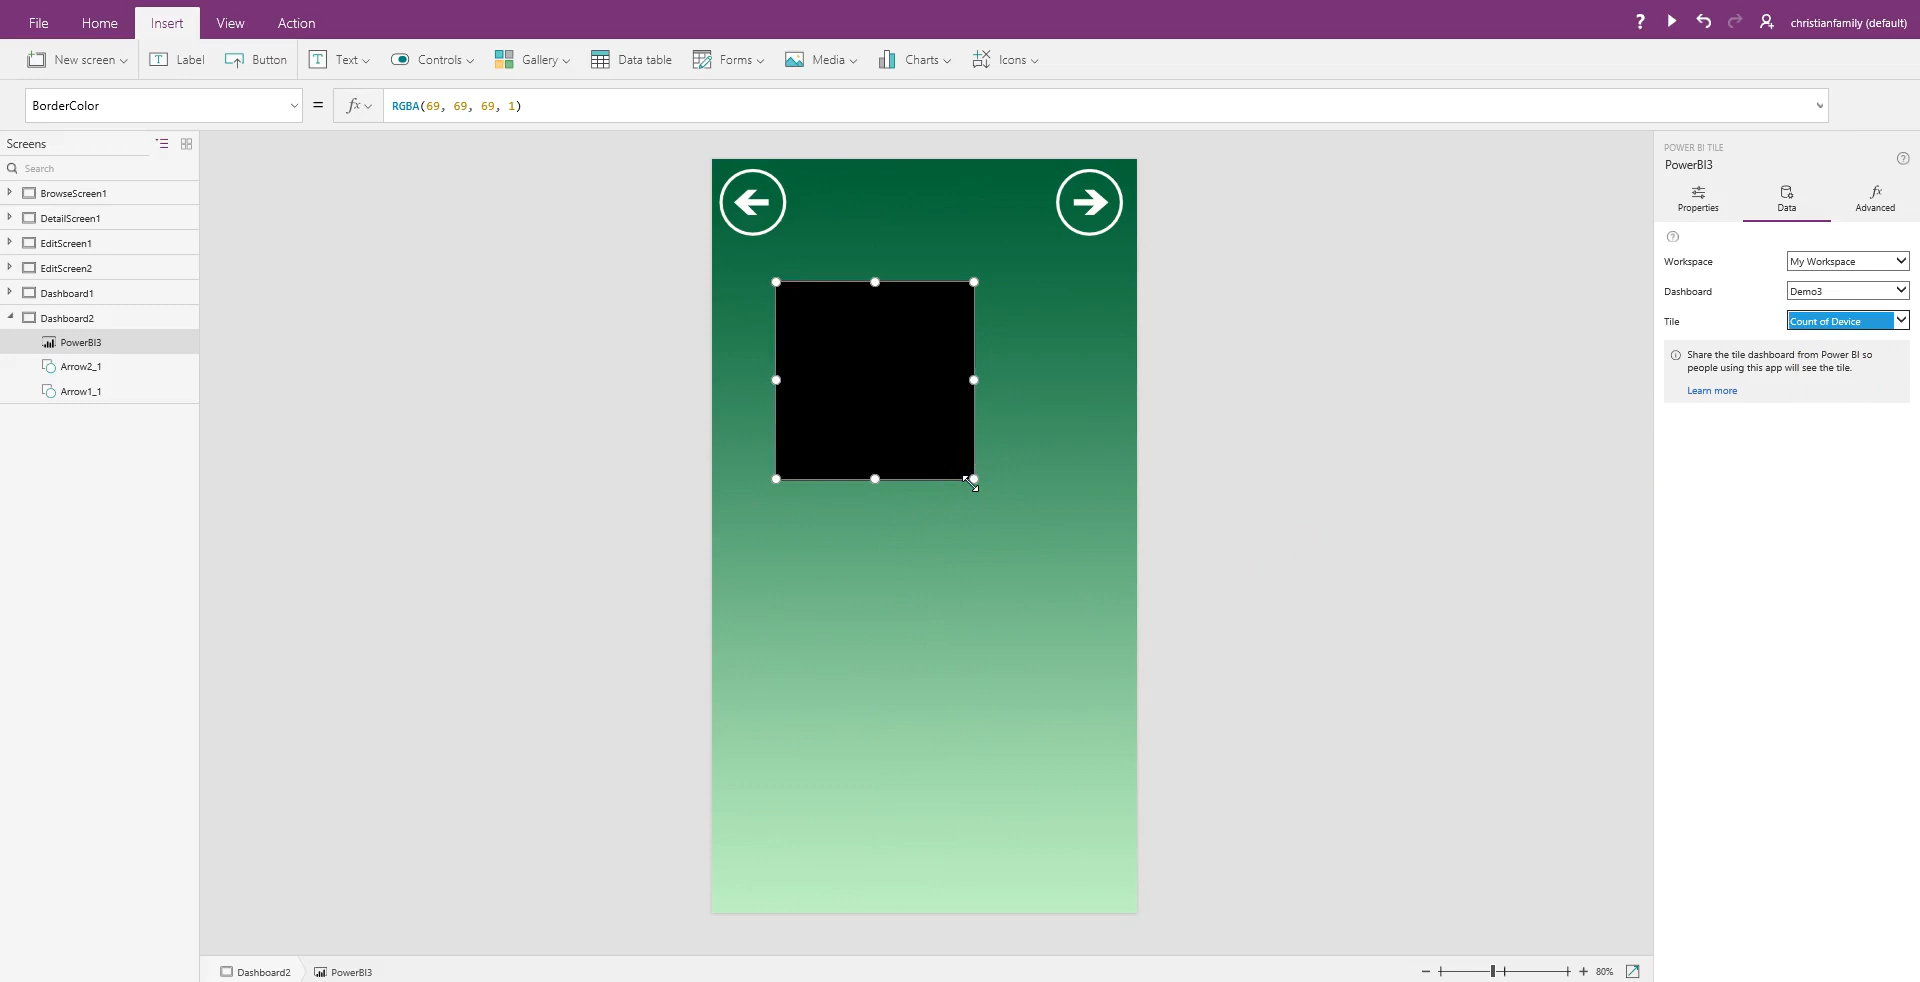 File Home Insert View Action
? christianfamily (default)
New screen Label Button Text Controls Gallery Data table Forms Media Charts Icons
BorderColor = fx RGBA(69, 69, 69, 1)
Screens
Search
BrowseScreen1
DetailScreen1
EditScreen1
EditScreen2
Dashboard1
Dashboard2
PowerBI3
Arrow2_1
Arrow1_1
POWER BI TILE
PowerBI3
Properties Data Advanced
Workspace My Workspace
Dashboard Demo3
Tile Count of Device
Share the tile dashboard from Power BI so
people using this app will see the tile.
Learn more
Dashboard2 PowerBI3
80%